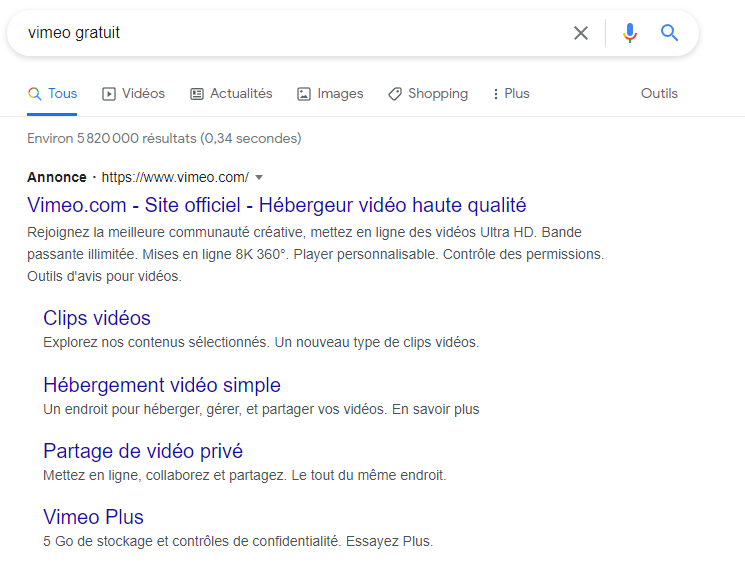 vimeo gratuit
Tous Vidéos Actualités Images Shopping Plus Outils
Environ 5 820 000 résultats (0,34 secondes)
Annonce · https://www.vimeo.com/
Vimeo.com - Site officiel - Hébergeur vidéo haute qualité
Rejoignez la meilleure communauté créative, mettez en ligne des vidéos Ultra HD. Bande
passante illimitée. Mises en ligne 8K 360°. Player personnalisable. Contrôle des permissions.
Outils d'avis pour vidéos.
Clips vidéos
Explorez nos contenus sélectionnés. Un nouveau type de clips vidéos.
Hébergement vidéo simple
Un endroit pour héberger, gérer, et partager vos vidéos. En savoir plus
Partage de vidéo privé
Mettez en ligne, collaborez et partagez. Le tout du même endroit.
Vimeo Plus
5 Go de stockage et contrôles de confidentialité. Essayez Plus.